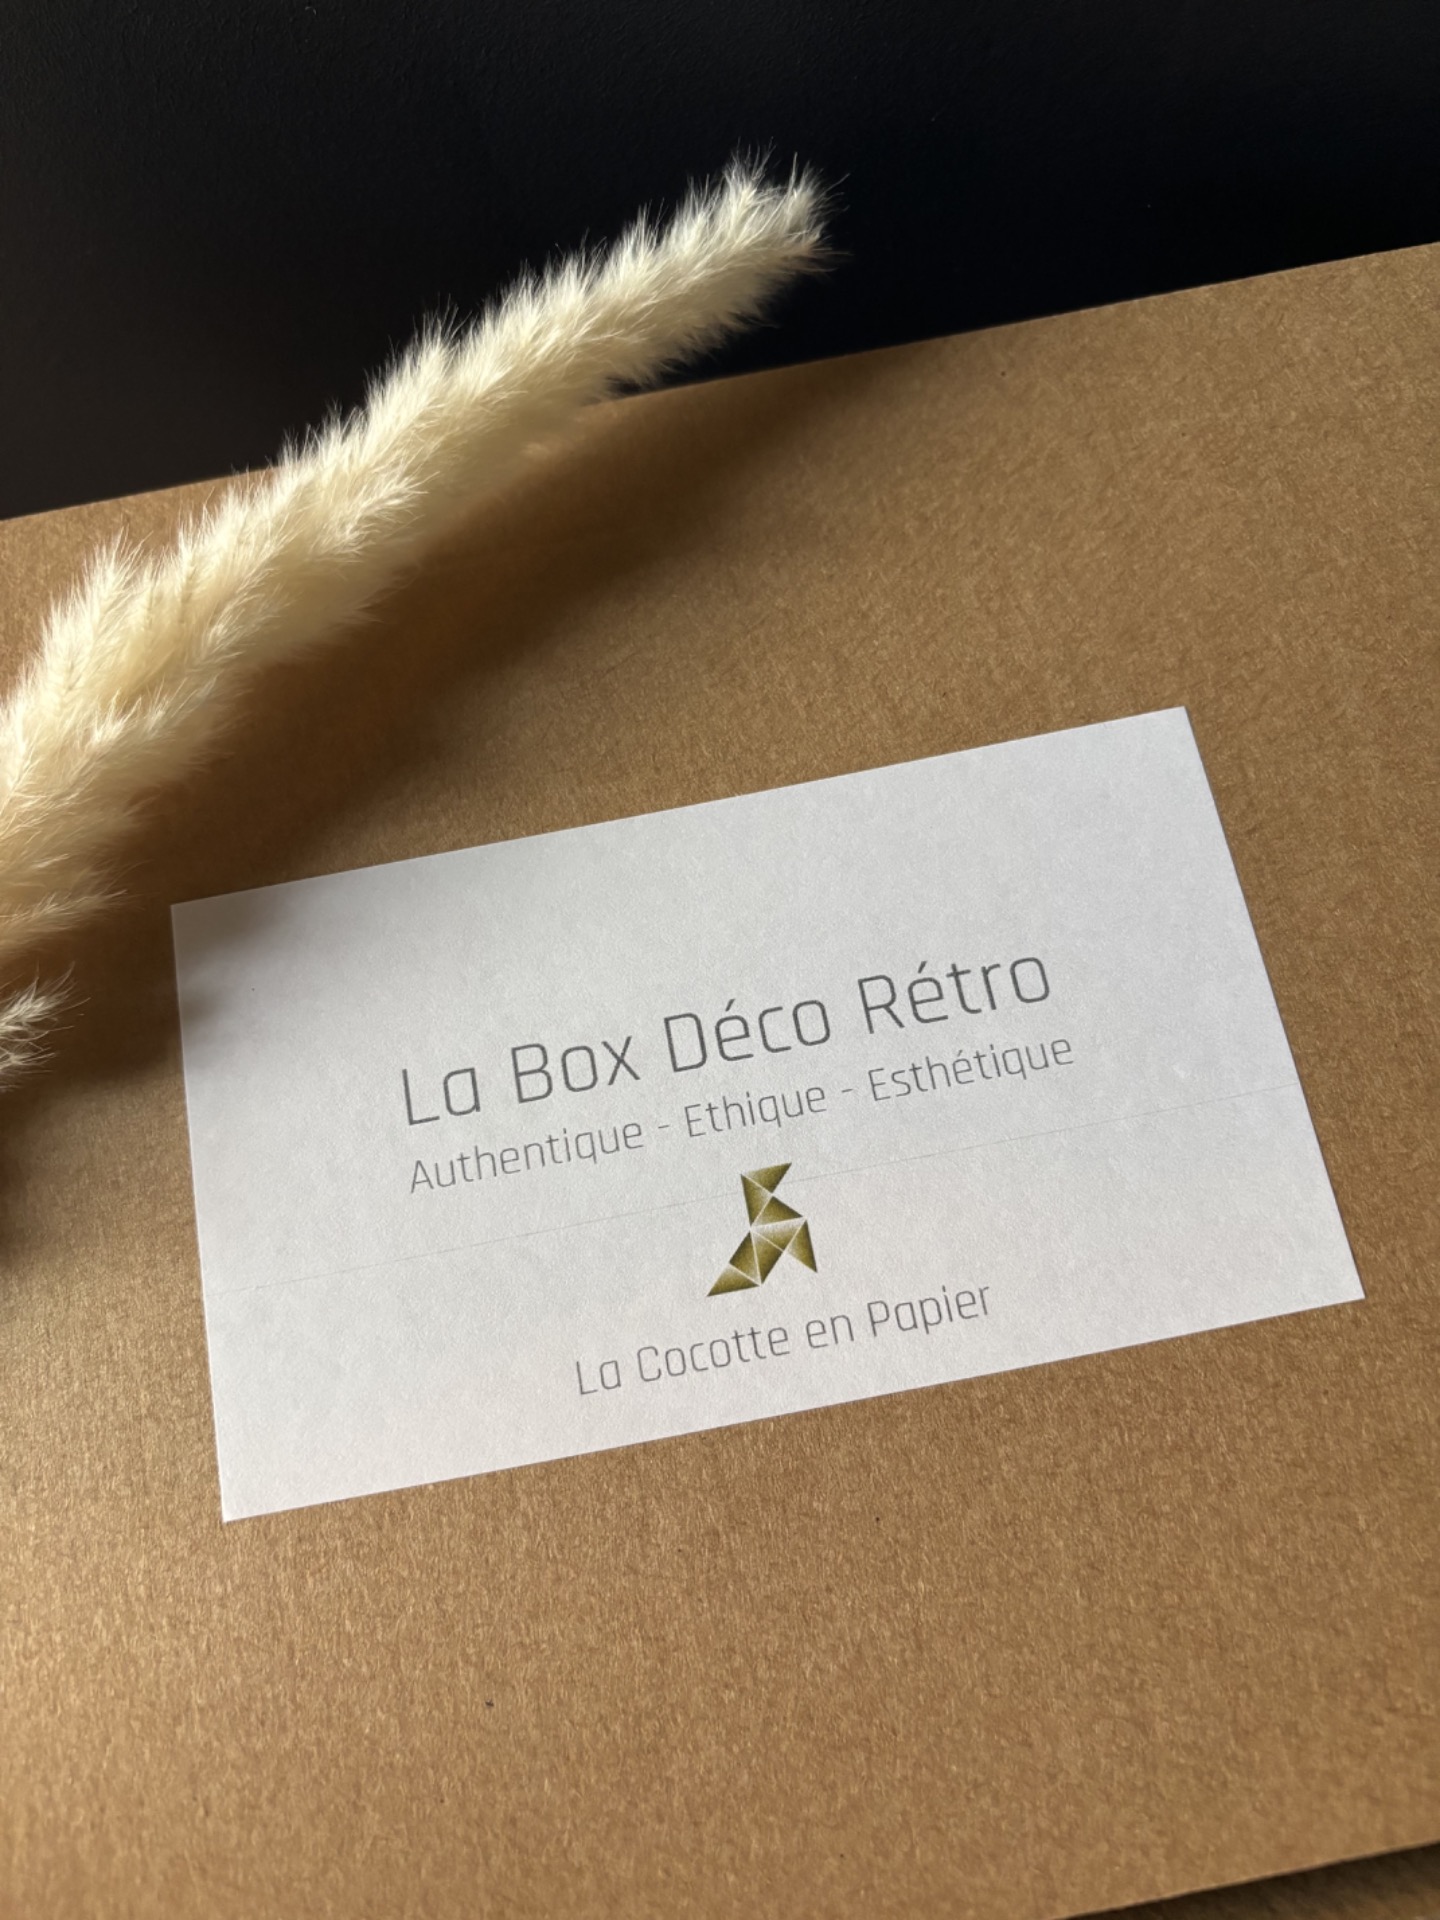 La Box Déco Rétro
Authentique - Ethique - Esthétique
La Cocotte en Papier